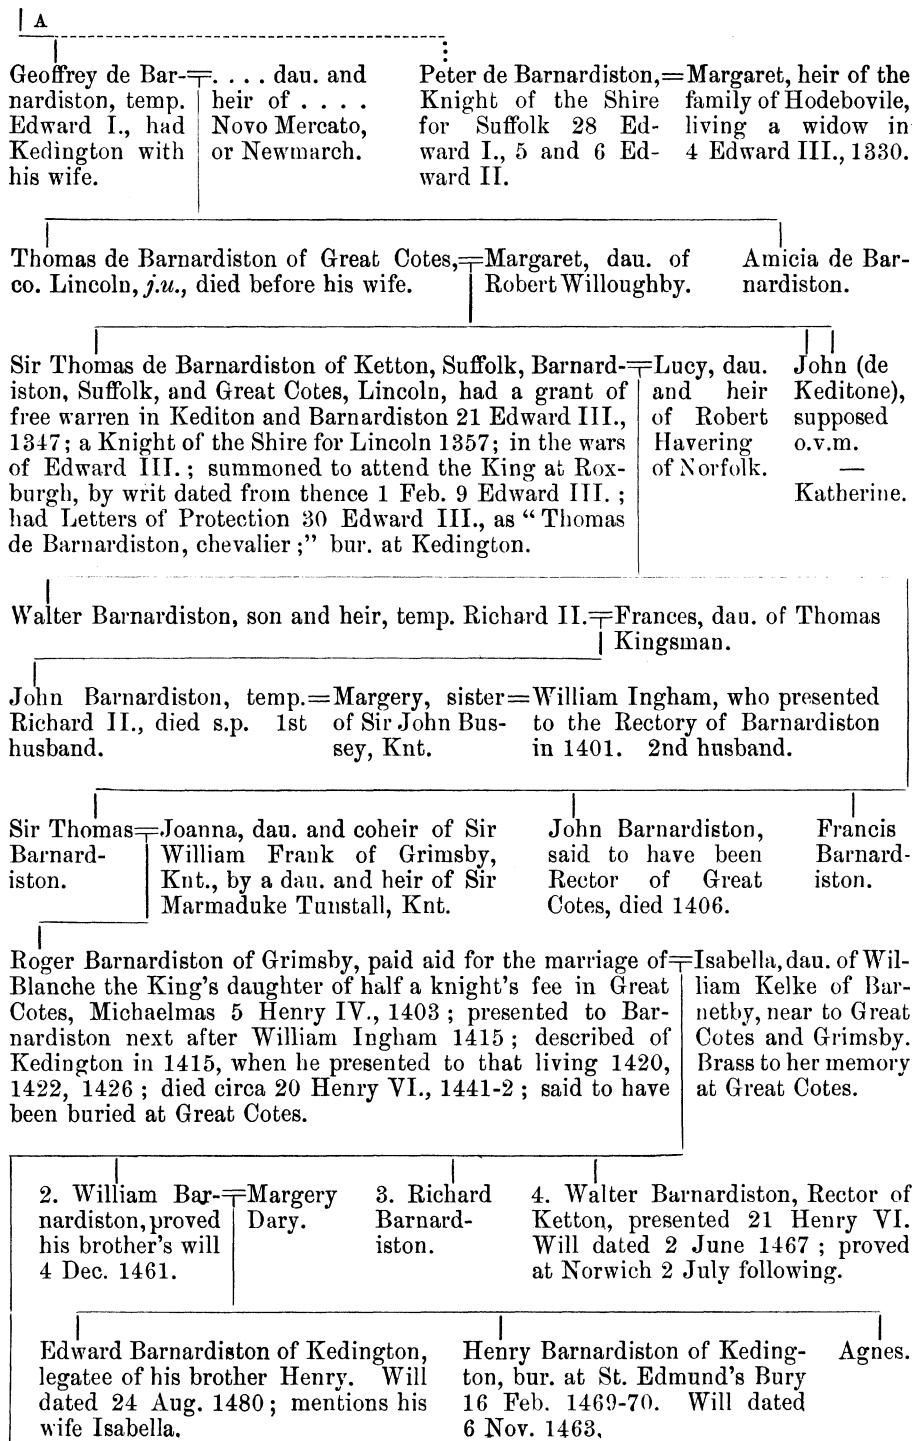 A
Geoffrey de Bar-
nardiston, temp.
Edward I., had
Kedington with
his wife.
. . . . dau. and
heir of . . . .
Novo Mercato,
or Newmarch.
Peter de Barnardiston,=
Knight of the Shire
for Suffolk 28 Ed-
ward I., 5 and 6 Ed-
ward II.
Margaret, heir of the
family of Hodebovile,
living a widow in
4 Edward III., 1330.
Thomas de Barnardiston of Great Cotes,
co. Lincoln, j.u., died before his wife.
Margaret, dau. of
Robert Willoughby.
Amicia de Bar-
nardiston.
Sir Thomas de Barnardiston of Ketton, Suffolk, Barnard-
iston, Suffolk, and Great Cotes, Lincoln, had a grant of
free warren in Kediton and Barnardiston 21 Edward III.,
1347; a Knight of the Shire for Lincoln 1357; in the wars
of Edward III.; summoned to attend the King at Rox-
burgh, by writ dated from thence 1 Feb. 9 Edward III.;
had Letters of Protection 30 Edward III., as “Thomas
de Barnardiston, chevalier;” bur. at Kedington.
Lucy, dau.
and heir
of Robert
Havering
of Norfolk.
John (de
Keditone),
supposed
o.v.m.
—
Katherine.
Walter Barnardiston, son and heir, temp. Richard II.
Frances, dau. of Thomas
Kingsman.
John Barnardiston, temp.=
Richard II., died s.p. 1st
husband.
Margery, sister=
of Sir John Bus-
sey, Knt.
William Ingham, who presented
to the Rectory of Barnardiston
in 1401. 2nd husband.
Sir Thomas
Barnard-
iston.
Joanna, dau. and coheir of Sir
William Frank of Grimsby,
Knt., by a dau. and heir of Sir
Marmaduke Tunstall, Knt.
John Barnardiston,
said to have been
Rector of Great
Cotes, died 1406.
Francis
Barnard-
iston.
Roger Barnardiston of Grimsby, paid aid for the marriage of
Blanche the King's daughter of half a knight's fee in Great
Cotes, Michaelmas 5 Henry IV., 1403; presented to Bar-
nardiston next after William Ingham 1415; described of
Kedington in 1415, when he presented to that living 1420,
1422, 1426; died circa 20 Henry VI., 1441-2; said to have
been buried at Great Cotes.
Isabella, dau. of Wil-
liam Kelke of Bar-
netby, near to Great
Cotes and Grimsby.
Brass to her memory
at Great Cotes.
2. William Bar-
nardiston, proved
his brother's will
4 Dec. 1461.
Margery
Dary.
3. Richard
Barnard-
iston.
4. Walter Barnardiston, Rector of
Ketton, presented 21 Henry VI.
Will dated 2 June 1467; proved
at Norwich 2 July following.
Edward Barnardiston of Kedington,
legatee of his brother Henry. Will
dated 24 Aug. 1480; mentions his
wife Isabella.
Henry Barnardiston of Keding-
ton, bur. at St. Edmund's Bury
16 Feb. 1469-70. Will dated
6 Nov. 1463.
Agnes.